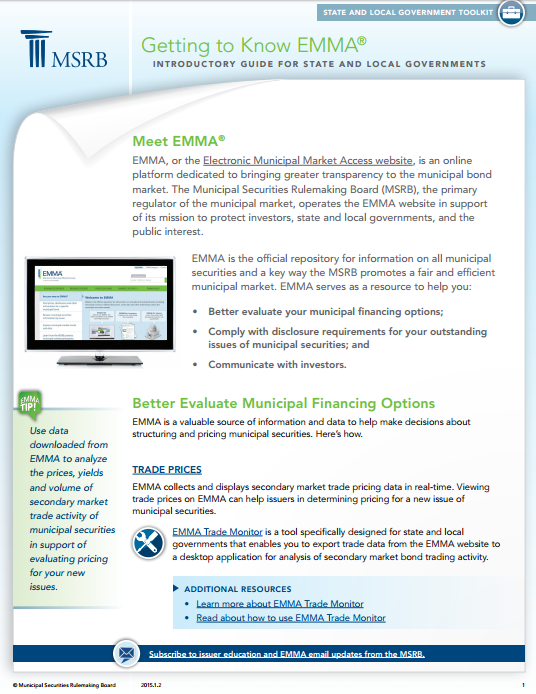 STATE AND LOCAL GOVERNMENT TOOLKIT
MSRB
Getting to Know EMMA®
INTRODUCTORY GUIDE FOR STATE AND LOCAL GOVERNMENTS
Meet EMMA®
EMMA, or the Electronic Municipal Market Access website, is an online
platform dedicated to bringing greater transparency to the municipal bond
market. The Municipal Securities Rulemaking Board (MSRB), the primary
regulator of the municipal market, operates the EMMA website in support
of its mission to protect investors, state and local governments, and the
public interest.
EMMA
EMMA is the official repository for information on all municipal
securities and a key way the MSRB promotes a fair and efficient
municipal market. EMMA serves as a resource to help you:
• Better evaluate your municipal financing options;
• Comply with disclosure requirements for your outstanding
issues of municipal securities; and
• Communicate with investors.
EMMA
TIP!
Use data
downloaded from
EMMA to analyze
the prices, yields
and volume of
secondary market
trade activity of
municipal securities
in support of
evaluating pricing
for your new
issues.
Better Evaluate Municipal Financing Options
EMMA is a valuable source of information and data to help make decisions about
structuring and pricing municipal securities. Here's how.
TRADE PRICES
EMMA collects and displays secondary market trade pricing data in real-time. Viewing
trade prices on EMMA can help issuers in determining pricing for a new issue of
municipal securities.
EMMA Trade Monitor is a tool specifically designed for state and local
governments that enables you to export trade data from the EMMA website to
a desktop application for analysis of secondary market bond trading activity.
ADDITIONAL RESOURCES
• Learn more about EMMA Trade Monitor
• Read about how to use EMMA Trade Monitor
Subscribe to issuer education and EMMA email updates from the MSRB.
© Municipal Securities Rulemaking Board
2015.1.2
1